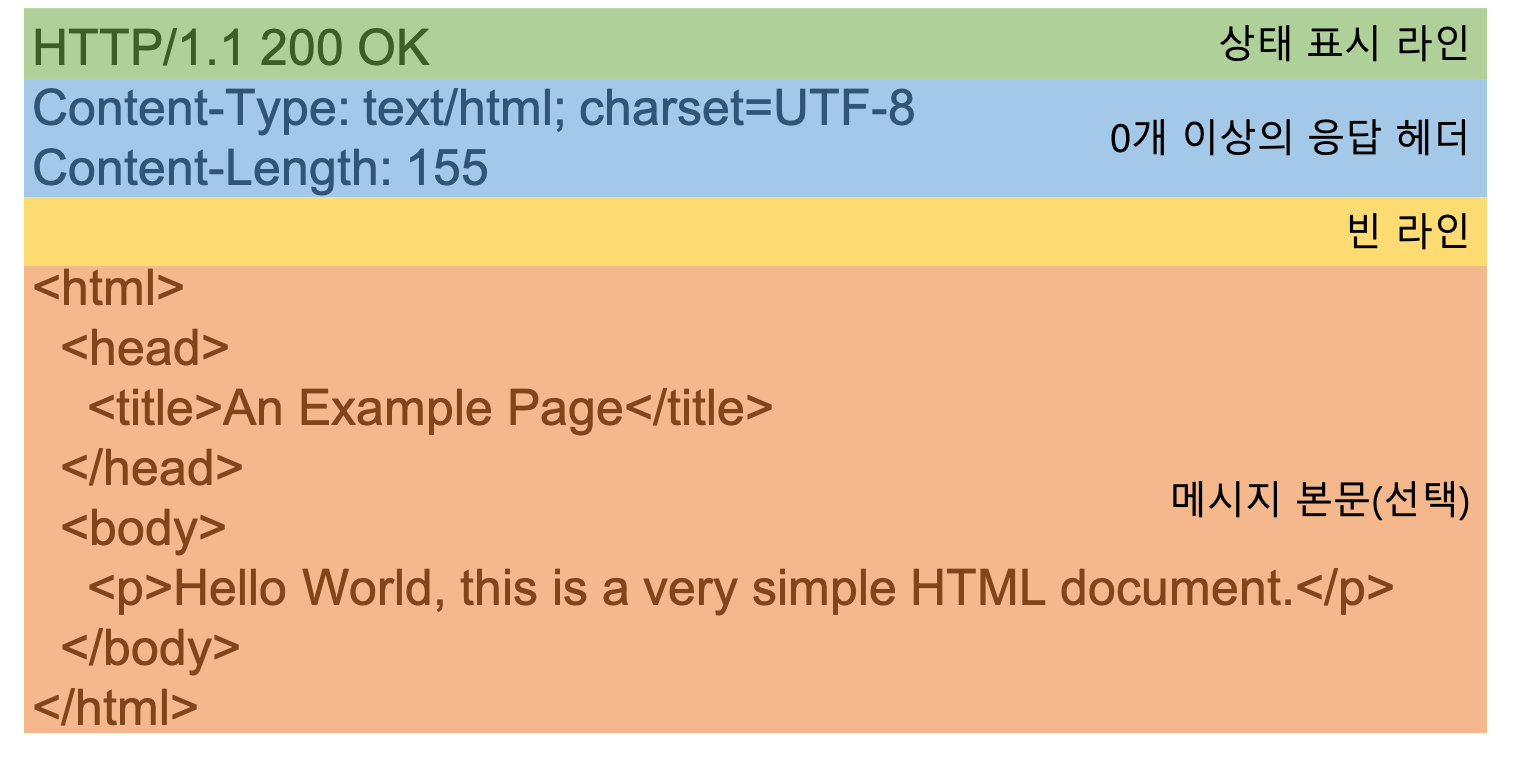 HTTP/1.1 200 OK 상태 표시 라인
Content-Type: text/html; charset=UTF-8
0개 이상의 응답 헤더
Content-Length: 155
빈 라인
<html>
<head>
<title>An Example Page</title>
</head>
메시지 본문(선택)
<body>
<p>Hello World, this is a very simple HTML document.</p>
</body>
</html>